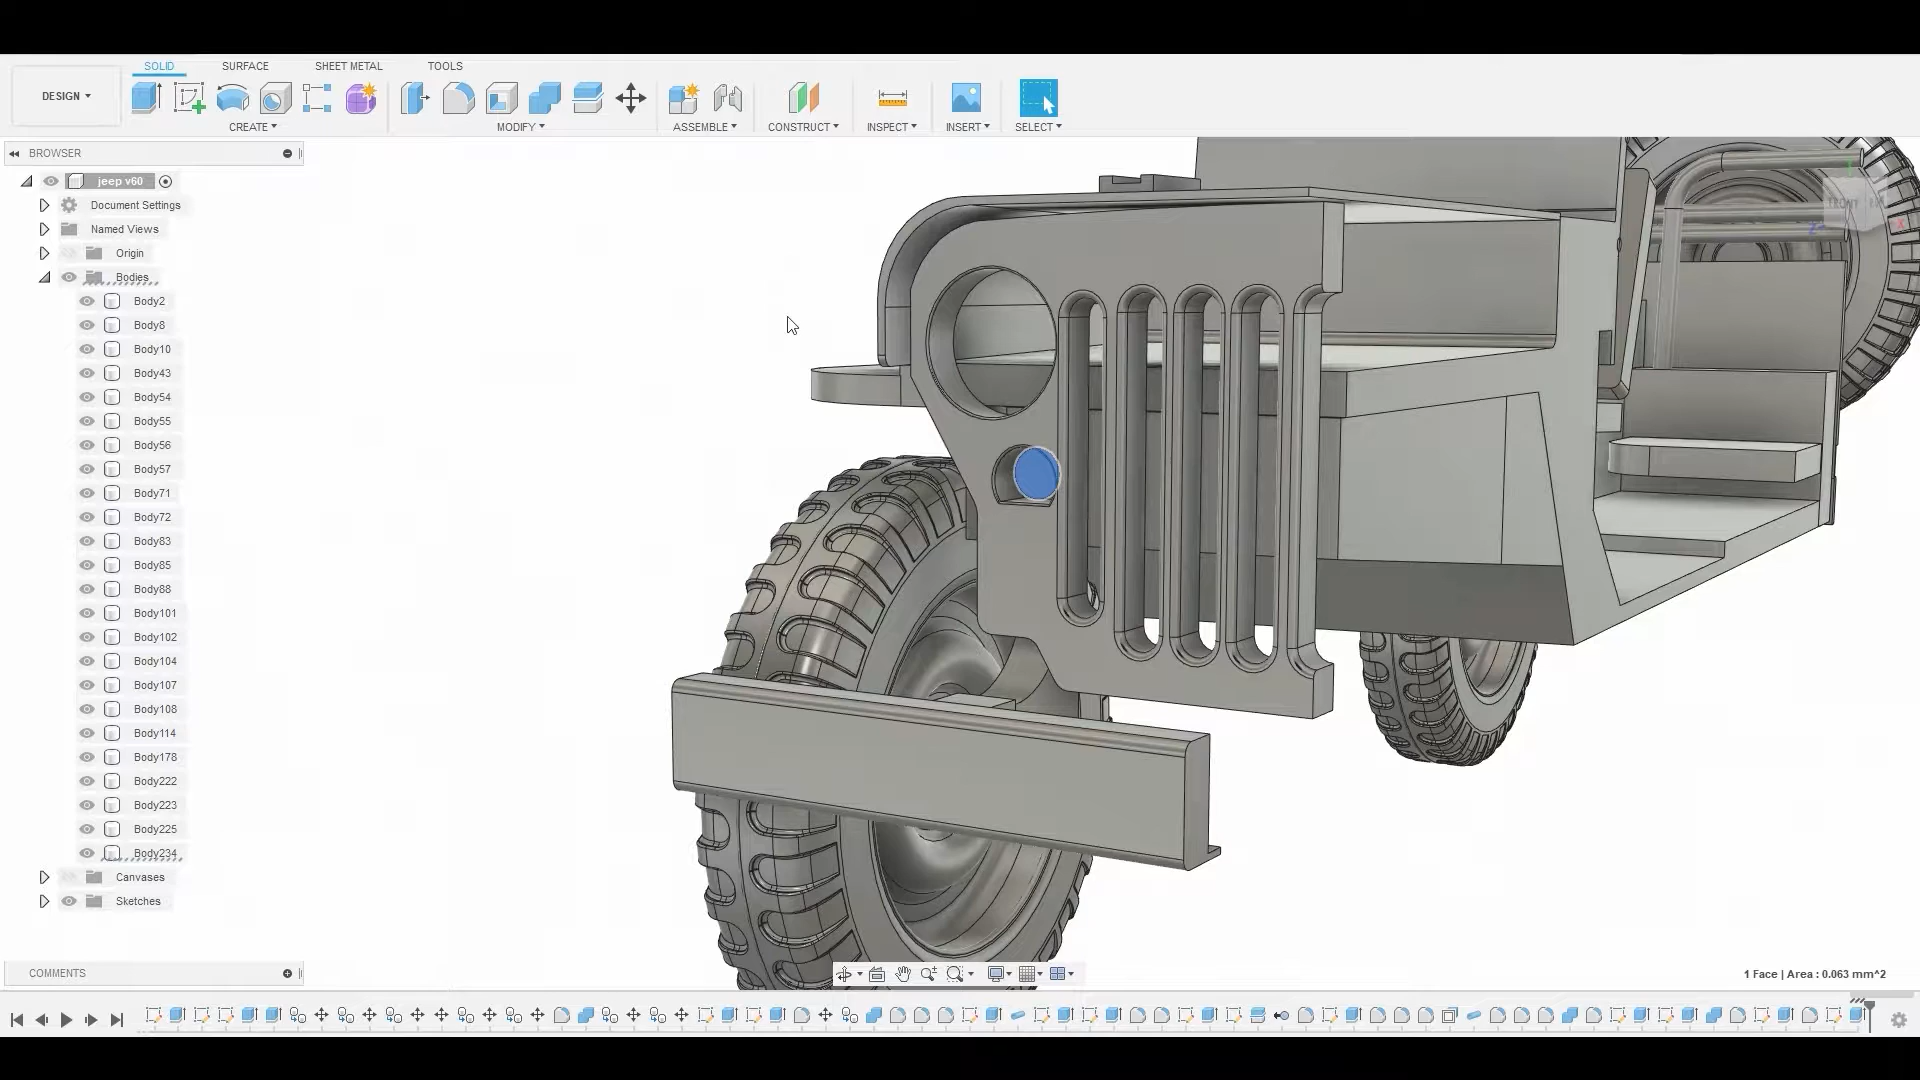 SOLID SURFACE SHEET METAL TOOLS
DESIGN
CREATE MODIFY ASSEMBLE CONSTRUCT INSPECT INSERT SELECT
BROWSER
jeep v60
Document Settings
Named Views
Origin
Bodies
Body2
Body8
Body10
Body43
Body54
Body55
Body56
Body57
Body71
Body72
Body83
Body85
Body88
Body101
Body102
Body104
Body107
Body108
Body114
Body178
Body222
Body223
Body225
Body234
Canvases
Sketches
FRONT
COMMENTS
1 Face | Area : 0.063 mm^2